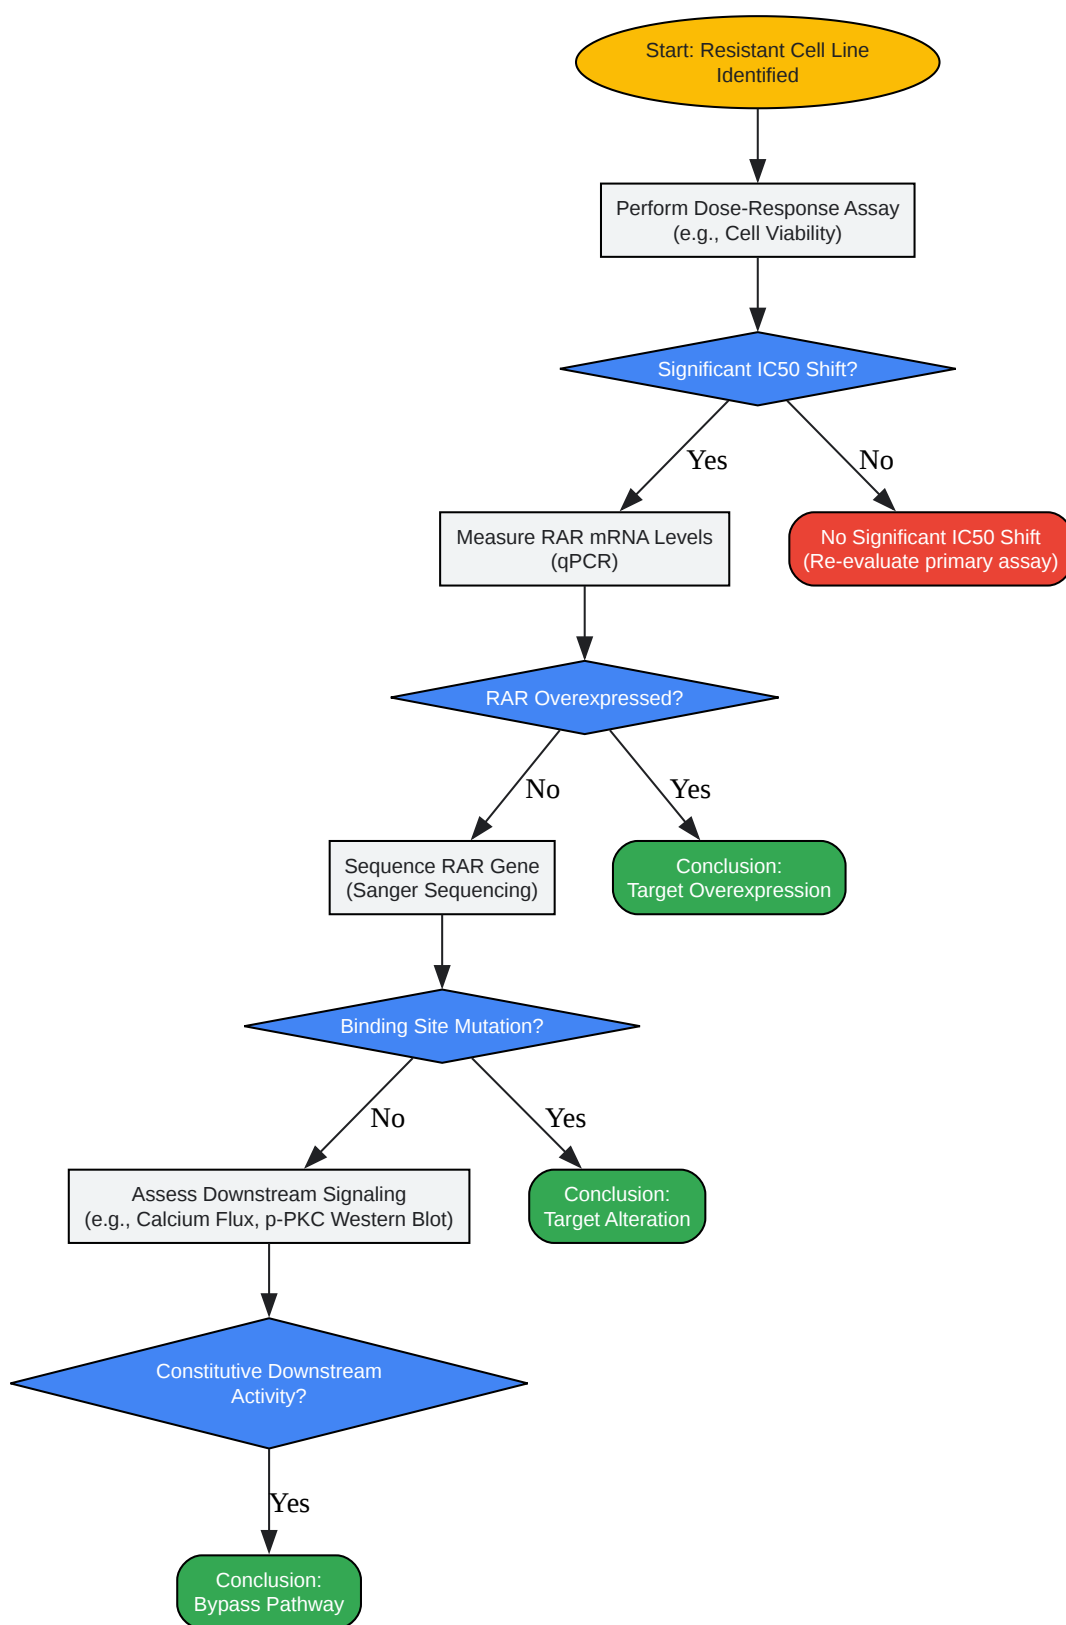 Start: Resistant Cell Line
Identified
Perform Dose-Response Assay
(e.g., Cell Viability)
Significant IC50 Shift?
Yes
No
Measure RAR mRNA Levels
(qPCR)
No Significant IC50 Shift
(Re-evaluate primary assay)
RAR Overexpressed?
No
Yes
Sequence RAR Gene
(Sanger Sequencing)
Conclusion:
Target Overexpression
Binding Site Mutation?
No
Yes
Assess Downstream Signaling
(e.g., Calcium Flux, p-PKC Western Blot)
Conclusion:
Target Alteration
Constitutive Downstream
Activity?
Yes
Conclusion:
Bypass Pathway